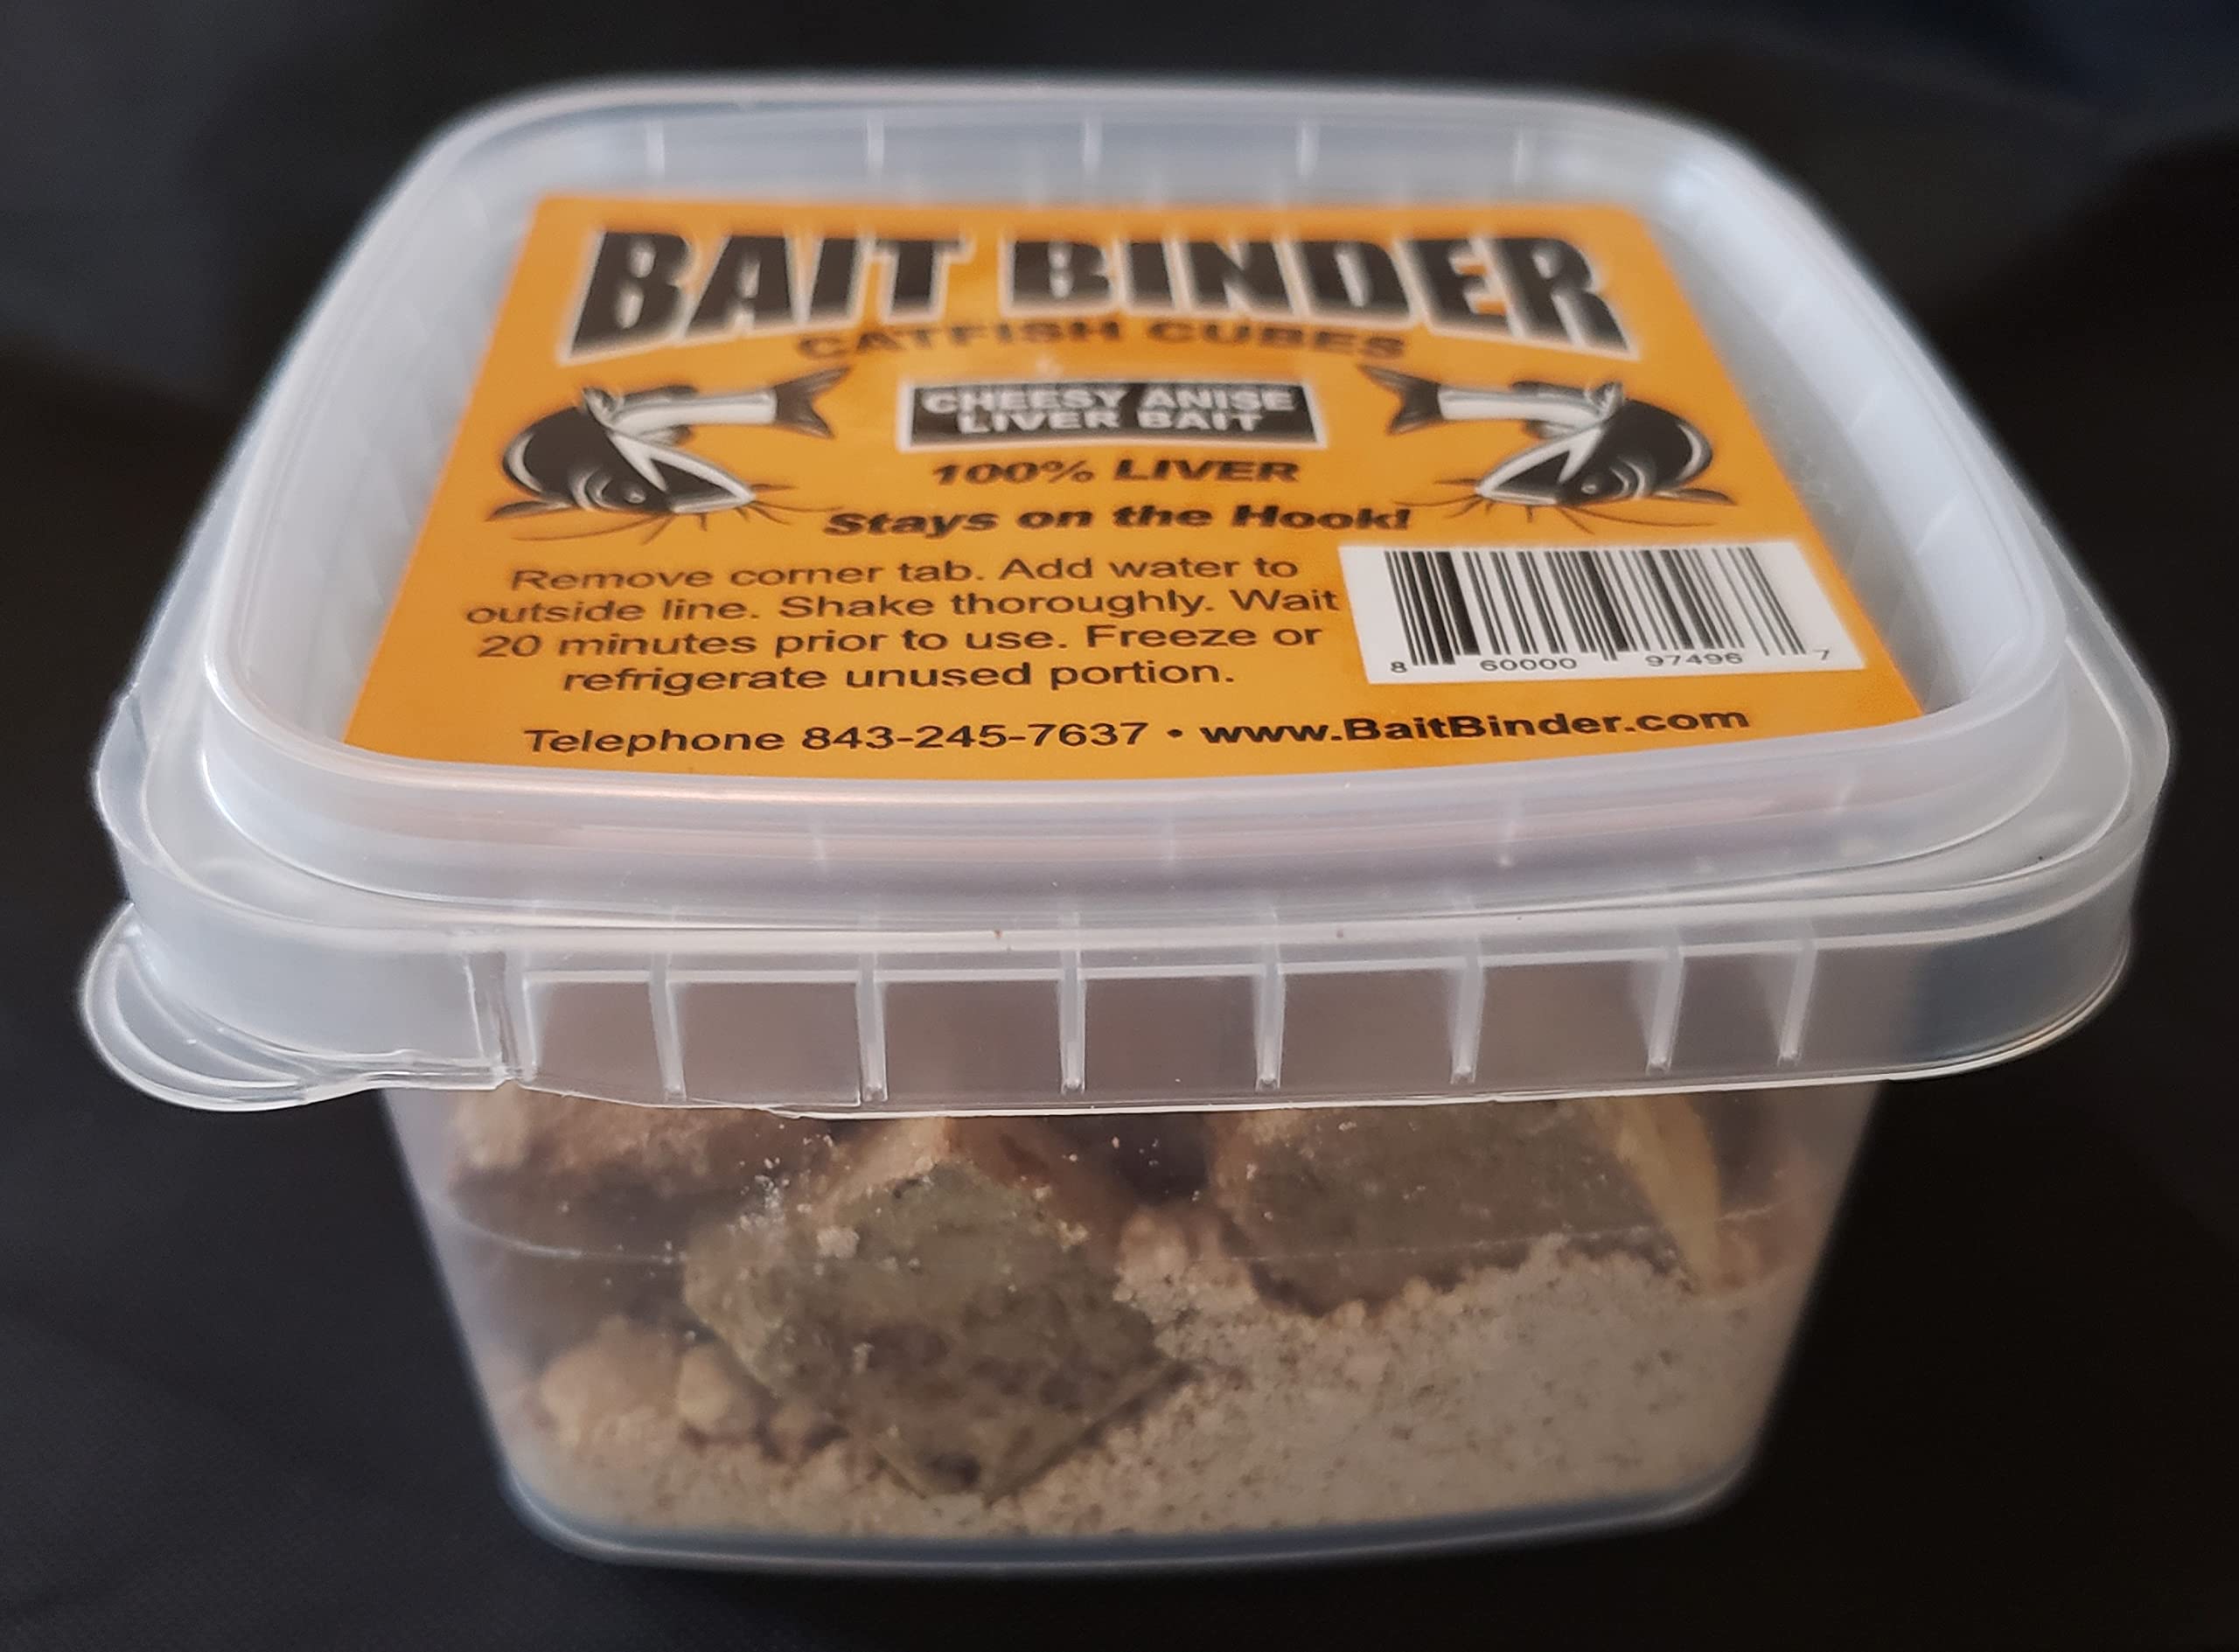 BAIT BINDER
CATFISH CUBES
CHEESY ANISE
LIVER BAIT
100% LIVER
Stays on the Hook!
Remove corner tab. Add water to
outside line. Shake thoroughly. Wait
20 minutes prior to use. Freeze or
refrigerate unused portion.
8 60000 97496 7
Telephone 843-245-7637 • www.BaitBinder.com